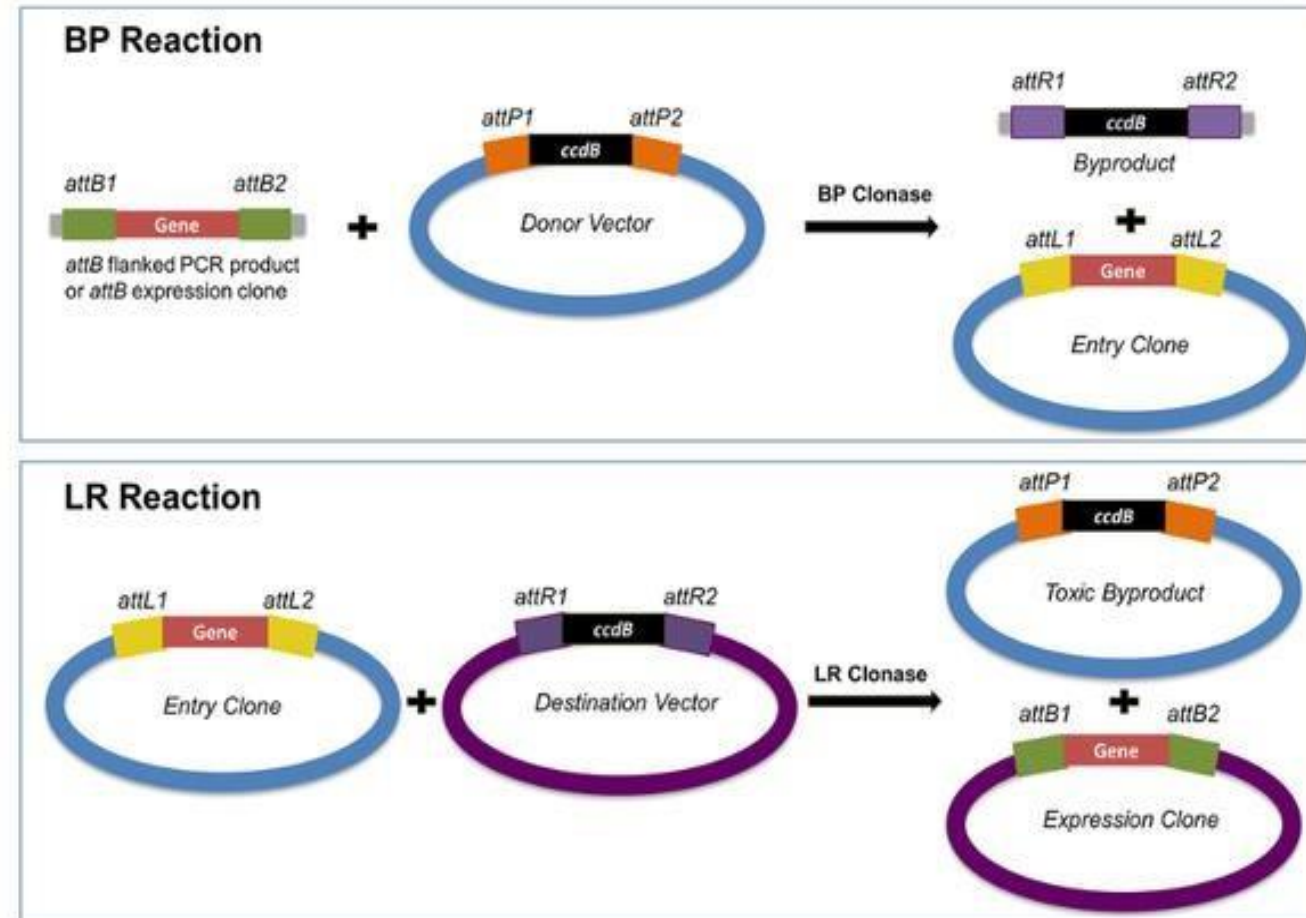 BP Reaction
attB1
attB2
Gene
attB flanked PCR product
or attB expression clone
+
attP1
attP2
ccdB
Donor Vector
BP Clonase
attR1
attR2
ccdB
Byproduct
+
attL1
attL2
Gene
Entry Clone
LR Reaction
attL1
attL2
Gene
Entry Clone
+
attR1
attR2
ccdB
Destination Vector
LR Clonase
attP1
attP2
ccdB
Toxic Byproduct
+
attB1
attB2
Gene
Expression Clone